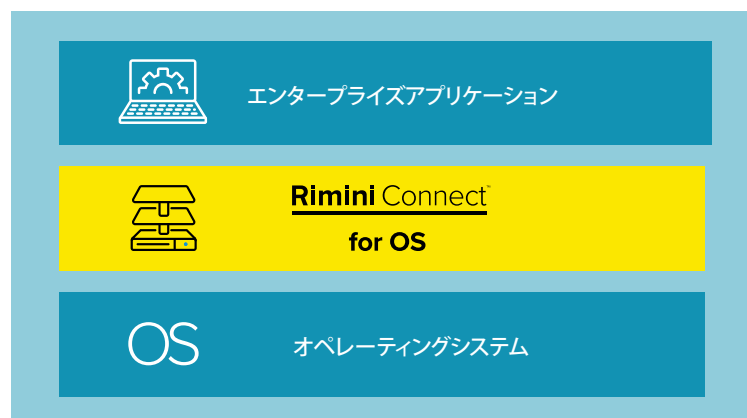 エンタープライズアプリケーション
Rimini Connect™
for OS
OS
オペレーティングシステム